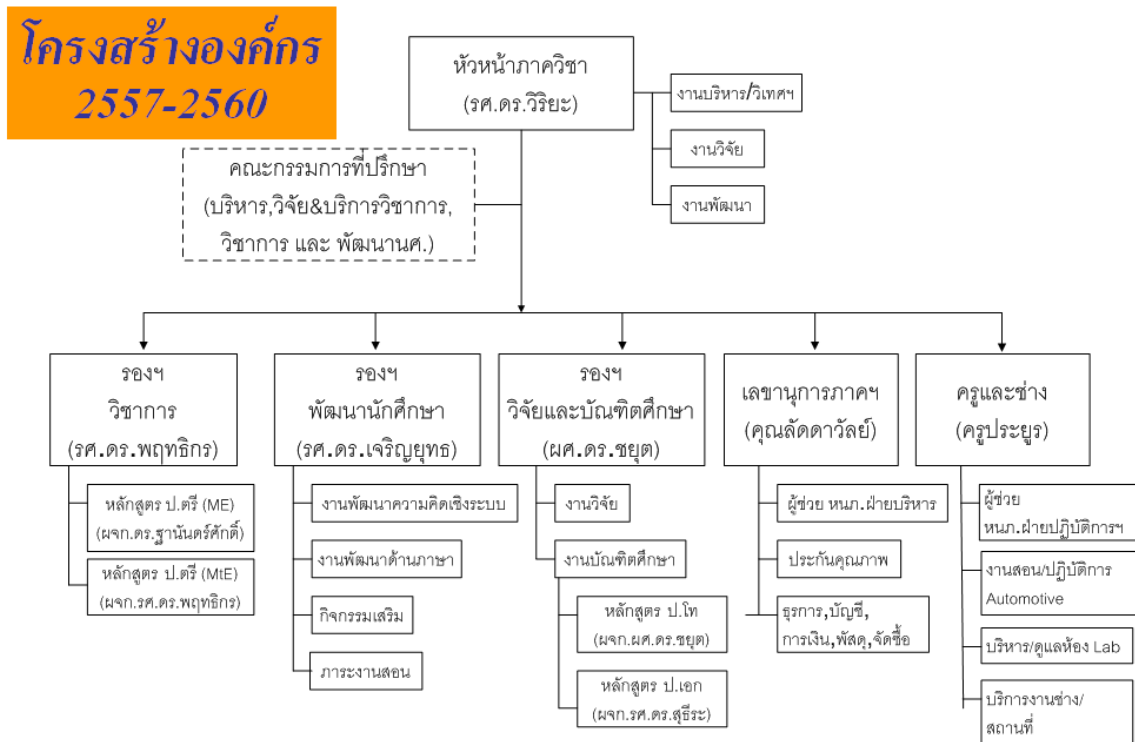 โครงสร้างองค์กร
2557-2560
หัวหน้าภาควิชา
(รศ.ดร.วิริยะ)
งานบริหาร/วิเทศฯ
งานวิจัย
งานพัฒนา
คณะกรรมการที่ปรึกษา
(บริหาร,วิจัย&บริการวิชาการ,
วิชาการ และ พัฒนานศ.)
รองฯ
วิชาการ
(รศ.ดร.พฤทธิกร)
หลักสูตร ป.ตรี (ME)
(ผจก.ดร.ฐานันดร์ศักดิ์)
หลักสูตร ป.ตรี (MtE)
(ผจก.รศ.ดร.พฤทธิกร)
รองฯ
พัฒนานักศึกษา
(รศ.ดร.เจริญยุทธ)
งานพัฒนาความคิดเชิงระบบ
งานพัฒนาด้านภาษา
กิจกรรมเสริม
ภาระงานสอน
รองฯ
วิจัยและบัณฑิตศึกษา
(ผศ.ดร.ชยุต)
งานวิจัย
งานบัณฑิตศึกษา
หลักสูตร ป.โท
(ผจก.ผศ.ดร.ชยุต)
หลักสูตร ป.เอก
(ผจก.รศ.ดร.สุธีระ)
เลขานุการภาคฯ
(คุณลัดดาวัลย์)
ผู้ช่วย หนภ.ฝ่ายบริหาร
ประกันคุณภาพ
ธุรการ,บัญชี,
การเงิน,พัสดุ,จัดซื้อ
ครูและช่าง
(ครูประยูร)
ผู้ช่วย
หนภ.ฝ่ายปฏิบัติการฯ
งานสอน/ปฏิบัติการ
Automotive
บริหาร/ดูแลห้อง Lab
บริการงานช่าง/
สถานที่